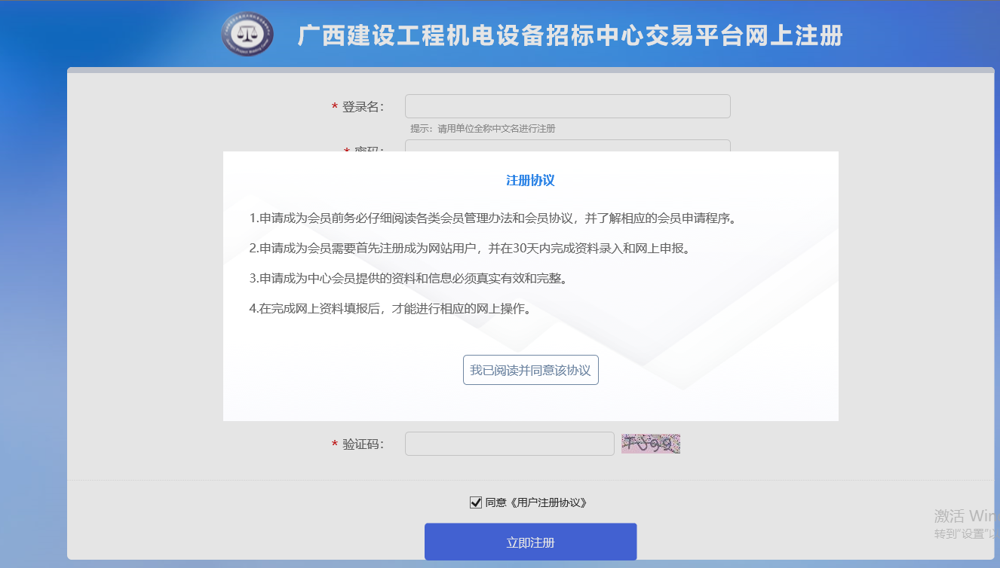 广西建设工程机电设备招标中心交易平台网上注册
* 登录名：
提示：请用单位全称中文名进行注册
* 密码：
注册协议
1.申请成为会员前务必仔细阅读各类会员管理办法和会员协议，并了解相应的会员申请程序。
2.申请成为会员需要首先注册成为网站用户，并在30天内完成资料录入和网上申报。
3.申请成为中心会员提供的资料和信息必须真实有效和完整。
4.在完成网上资料填报后，才能进行相应的网上操作。
我已阅读并同意该协议
* 验证码：
同意《用户注册协议》
立即注册
激活 Win
转到"设置"以